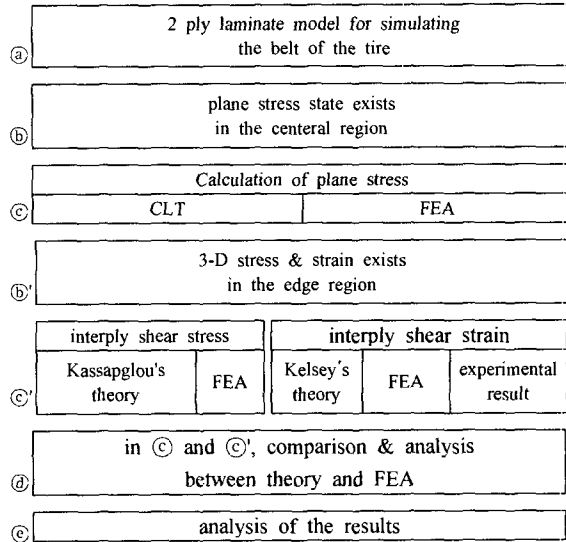 2 ply laminate model for simulating
the belt of the tire
ⓐ
plane stress state exists
in the centeral region
ⓑ
Calculation of plane stress
ⓒ CLT FEA
3-D stress & strain exists
in the edge region
ⓑ'
interply shear stress interply shear strain
Kassapglou's FEA Kelsey's FEA experimental
ⓒ' theory theory result
in ⓒ and ⓒ', comparison & analysis
between theory and FEA
ⓓ
ⓔ analysis of the results